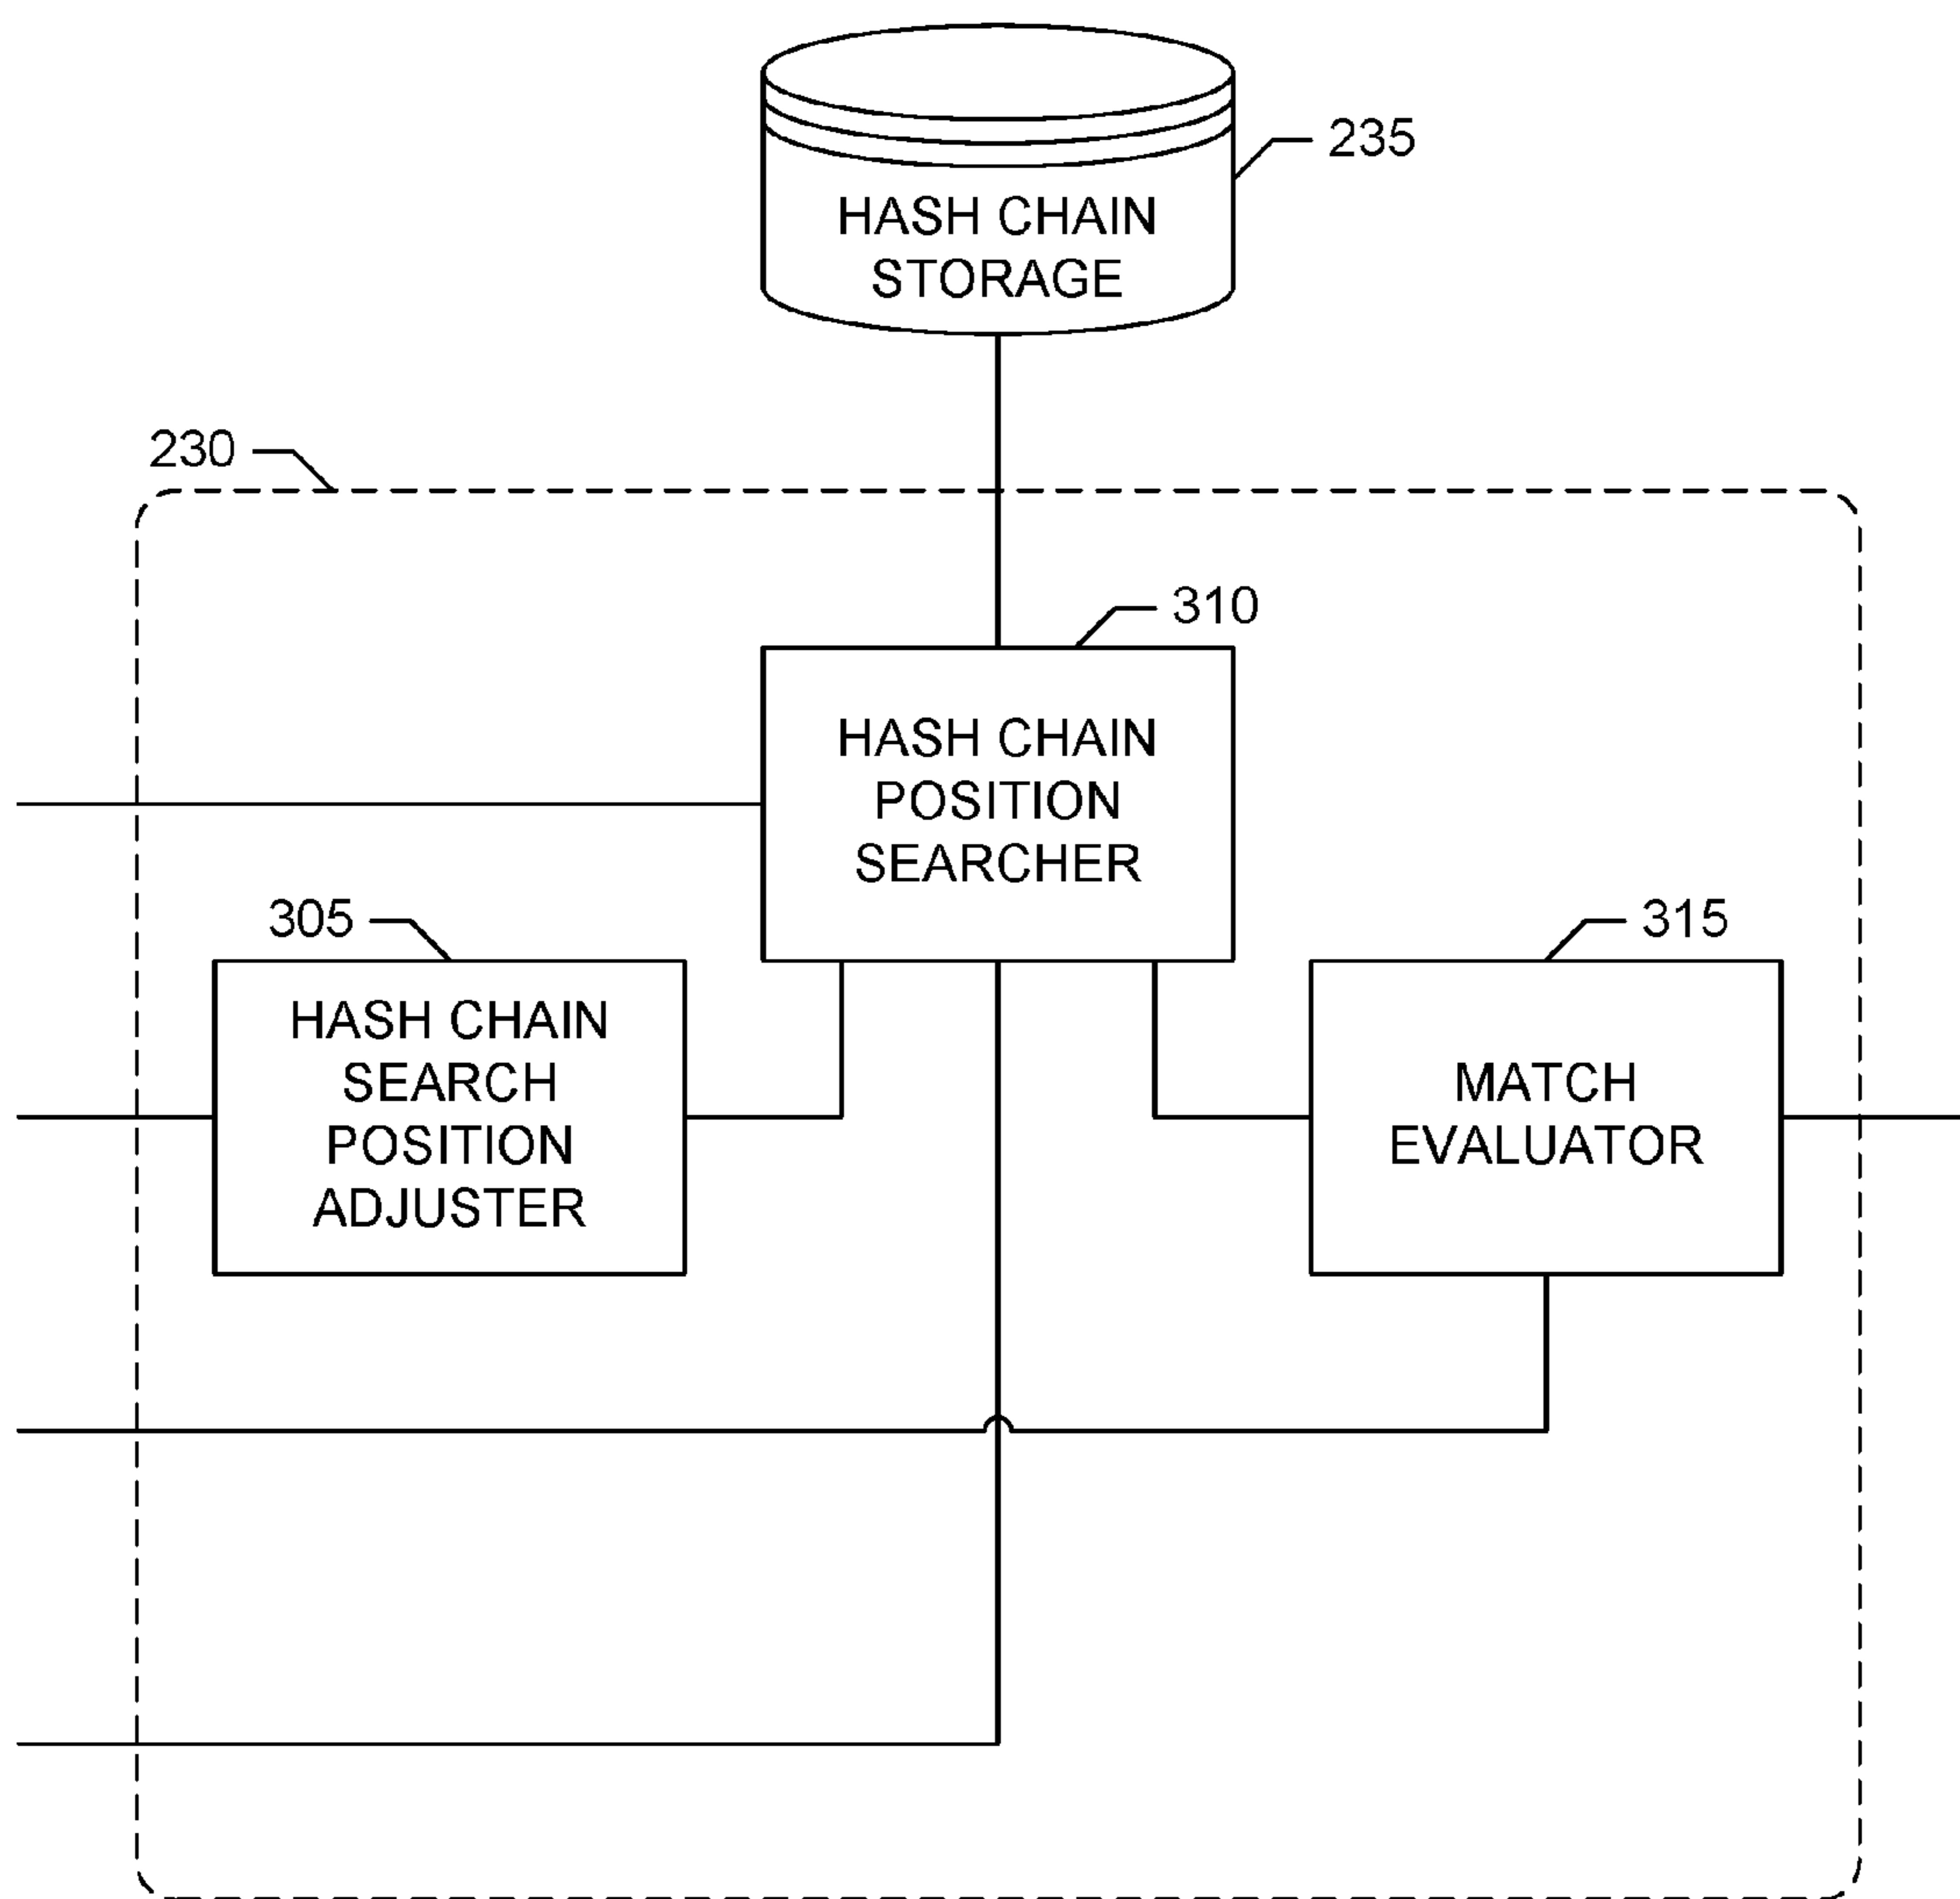 235
HASH CHAIN
STORAGE
230
310
HASH CHAIN
POSITION
SEARCHER
305
HASH CHAIN
SEARCH
POSITION
ADJUSTER
315
MATCH
EVALUATOR